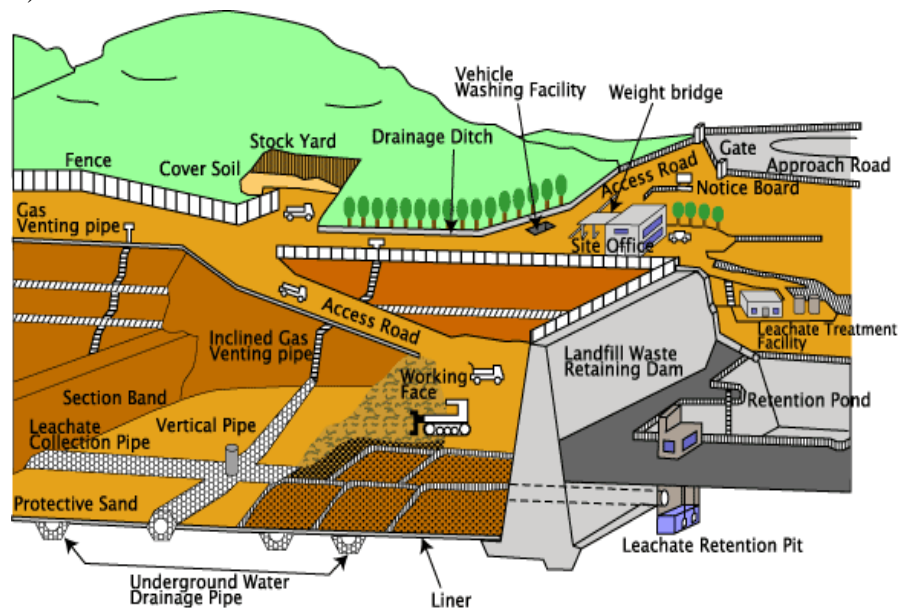 Vehicle
Washing Facility
Weight bridge
Stock Yard
Drainage Ditch
Gate
Approach Road
Fence
Cover Soil
Access Road
Notice Board
Gas
Venting pipe
Site Office
Access Road
Inclined Gas
Venting pipe
Landfill Waste
Retaining Dam
Leachate Treatment
Facility
Working
Face
Section Band
Retention Pond
Leachate
Collection Pipe
Vertical Pipe
Protective Sand
Leachate Retention Pit
Underground Water
Drainage Pipe
Liner